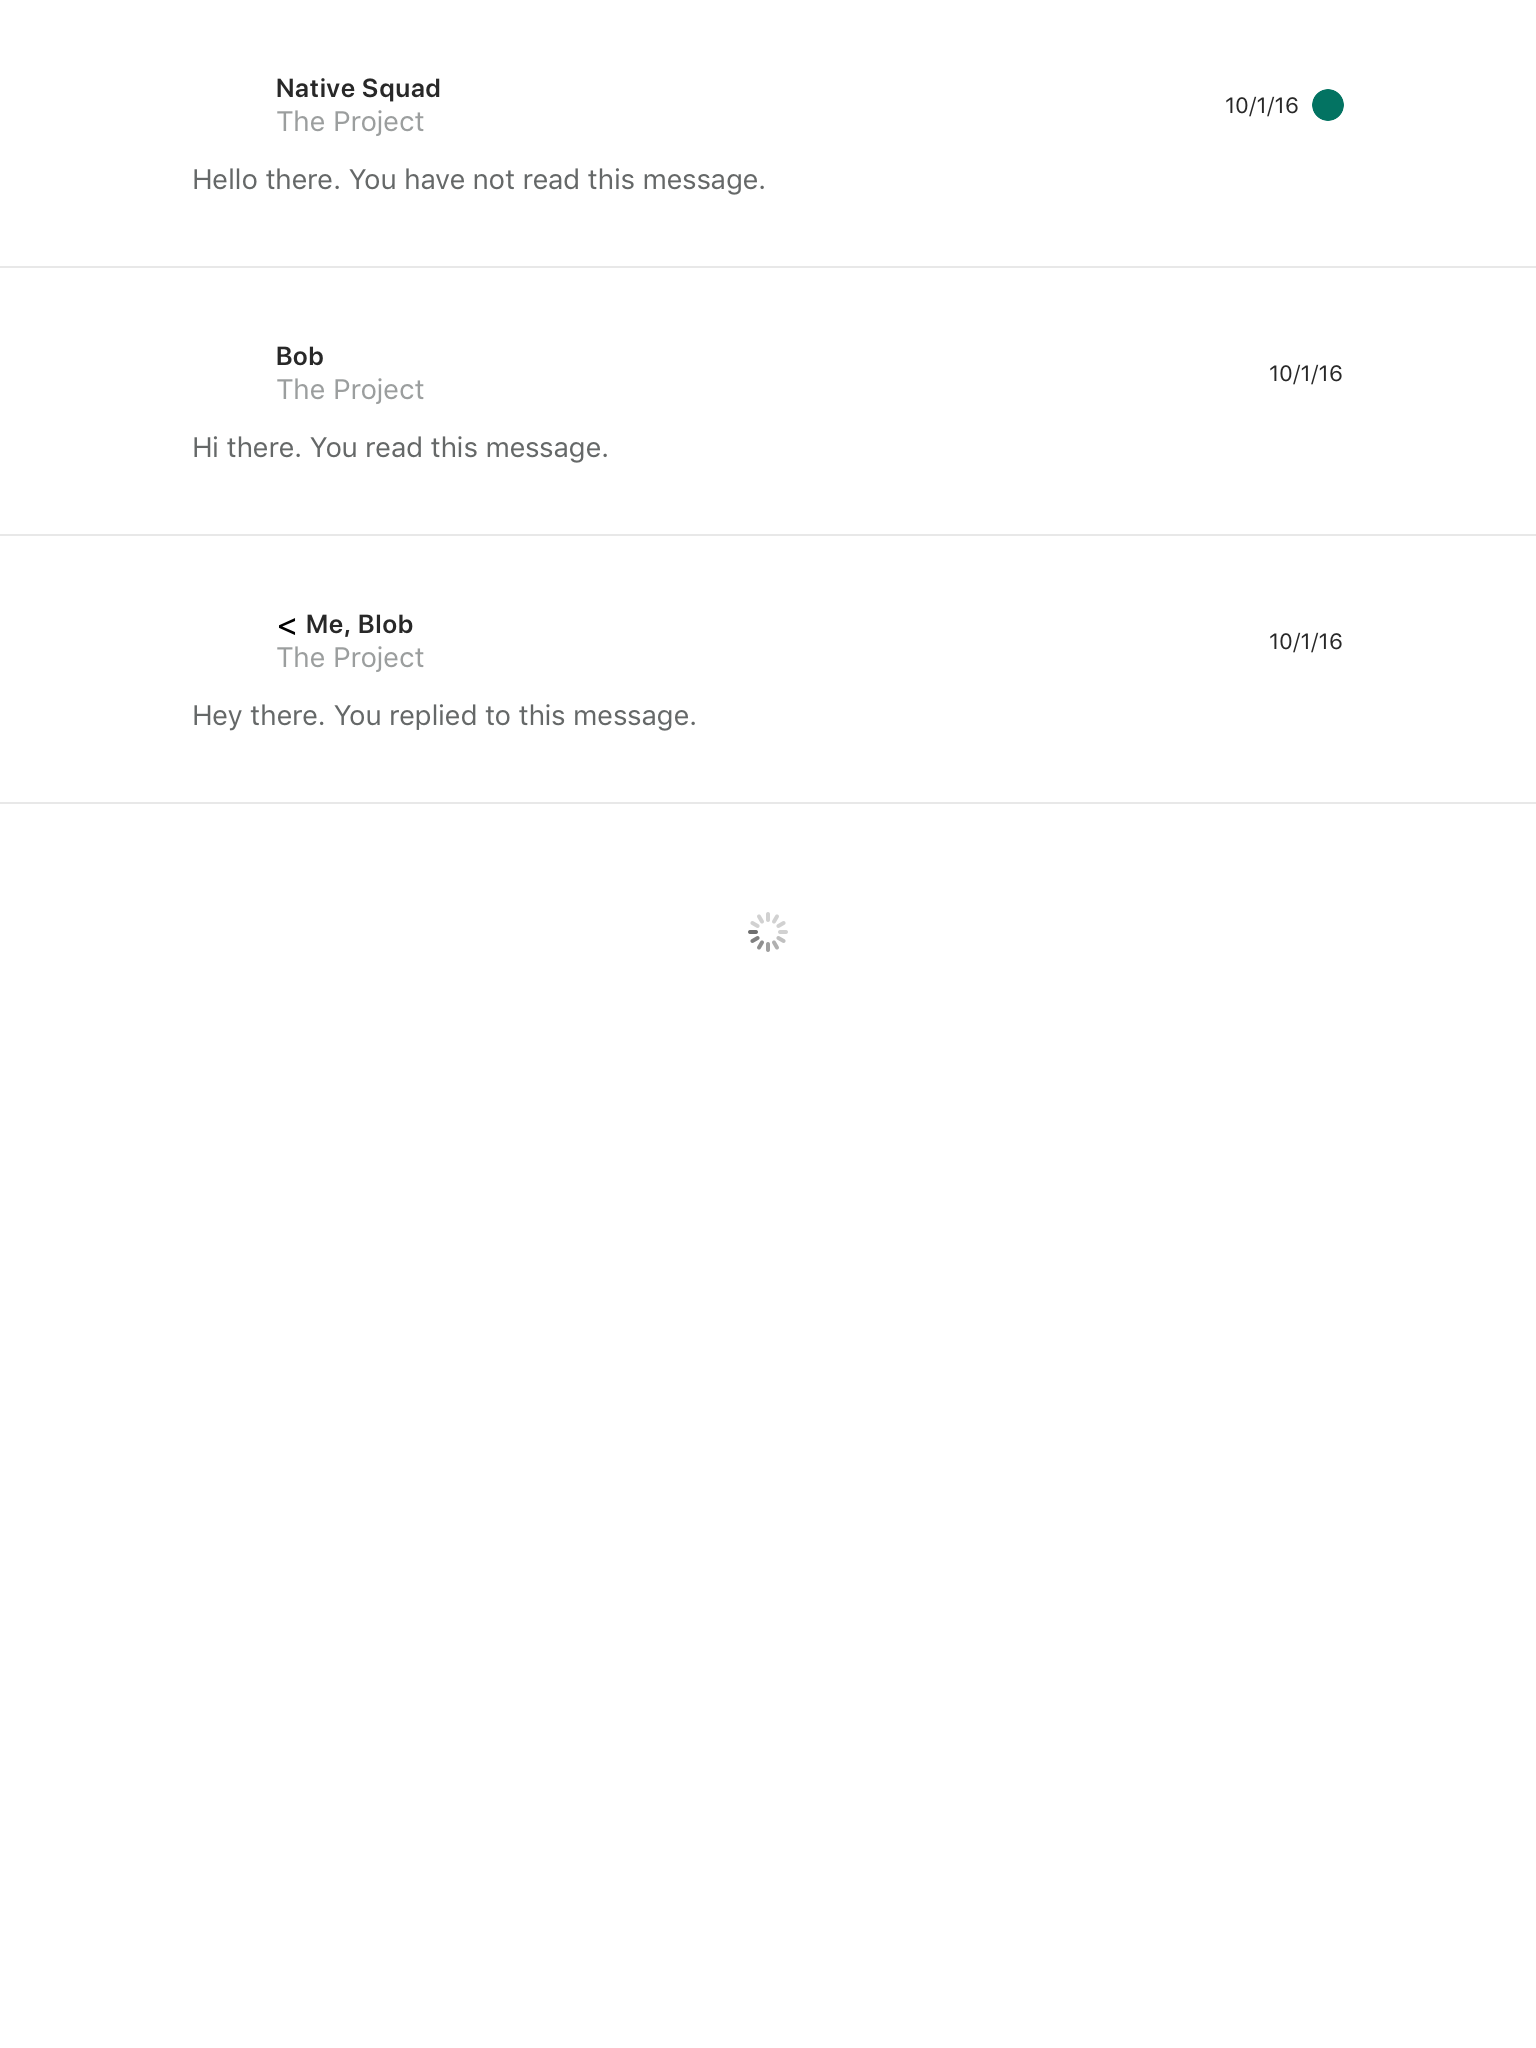 Native Squad
The Project
10/1/16
Hello there. You have not read this message.
Bob
The Project
10/1/16
Hi there. You read this message.
< Me, Blob
The Project
10/1/16
Hey there. You replied to this message.